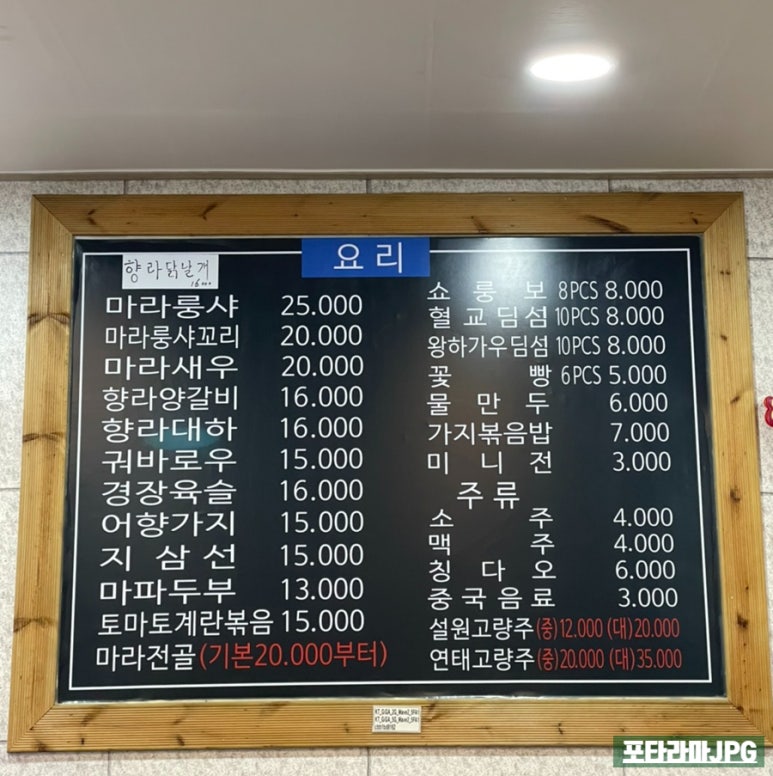 요리
향라닭날개
16000
마라룽샤 25.000
마라룽샤꼬리 20.000
마라새우 20.000
향라양갈비 16.000
향라대하 16.000
궈바로우 15.000
경장육슬 16.000
어향가지 15.000
지삼선 15.000
마파두부 13.000
토마토계란볶음 15.000
마라전골(기본20.000부터)
쇼룽보 8PCS 8.000
혈교딤섬 10PCS 8.000
왕하가우딤섬 10PCS 8.000
꽃빵 6PCS 5.000
물만두 6.000
가지볶음밥 7.000
미니전 3.000
주류
소주 4.000
맥주 4.000
칭다오 6.000
중국음료 3.000
설원고량주(중)12.000 (대)20.000
연태고량주(중)20.000 (대)35.000
포타라마JPG